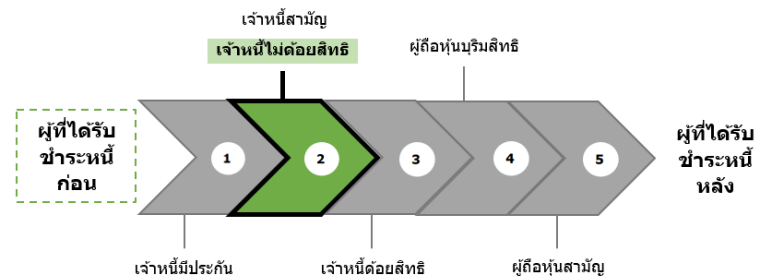 เจ้าหนี้สามัญ
เจ้าหนี้ไม่ด้อยสิทธิ
ผู้ถือหุ้นบุริมสิทธิ
ผู้ที่ได้รับ
ชำระหนี้
ก่อน
1
2
3
4
5
ผู้ที่ได้รับ
ชำระหนี้
หลัง
เจ้าหนี้มีประกัน
เจ้าหนี้ด้อยสิทธิ
ผู้ถือหุ้นสามัญ